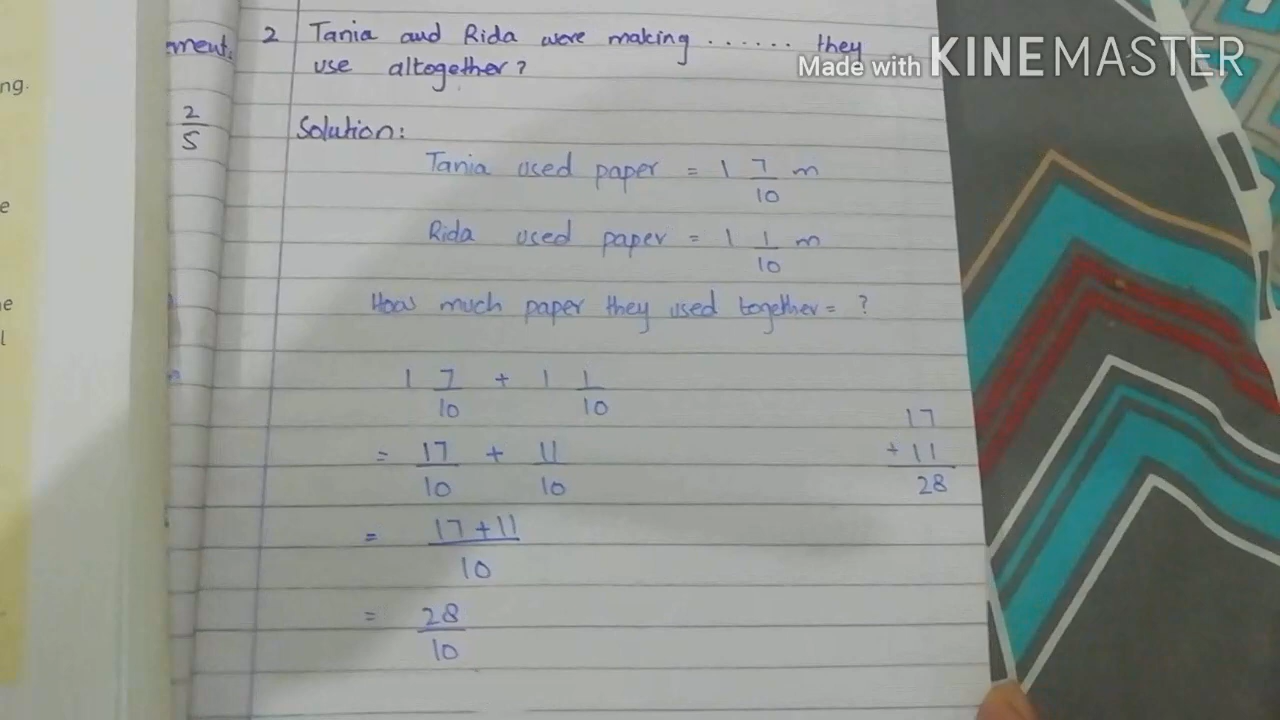 ment.
ng.
2 Tania and Rida were making ...... they
use altogether?
Made with KINEMASTER
2/5
Solution:
Tania used paper = 1 7/10 m
Rida used paper = 1 1/10 m
How much paper they used together = ?
1 7/10 + 1 1/10
= 17/10 + 11/10
17
+ 11
28
= 17+11/10
= 28/10